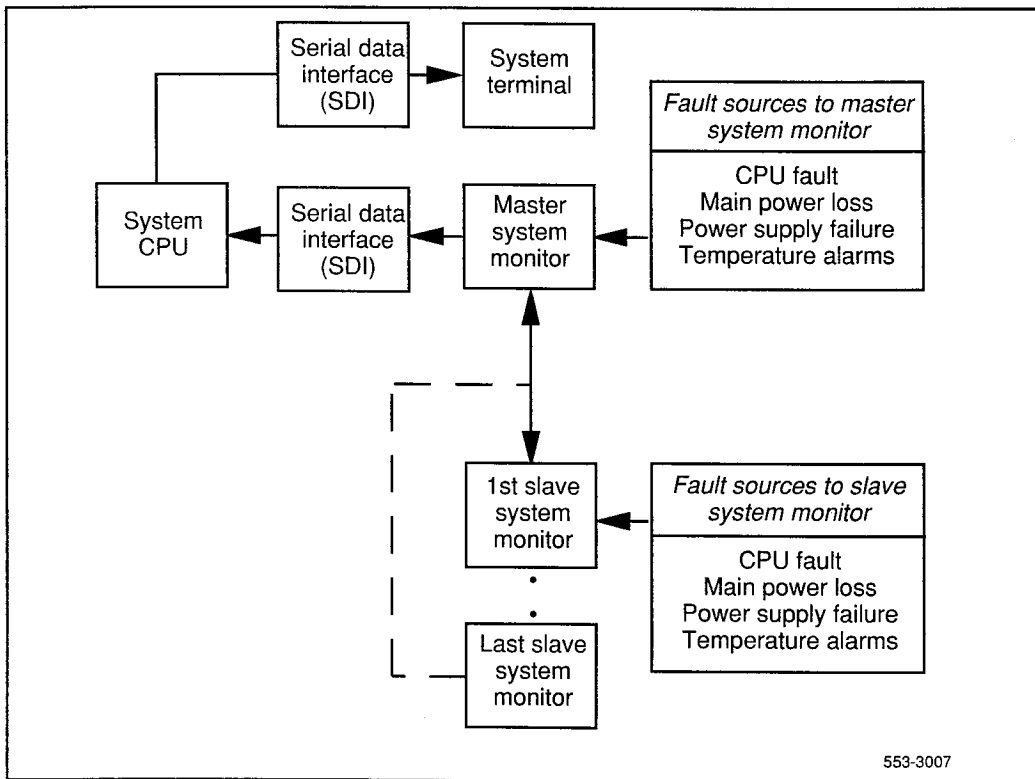 Serial data
interface
(SDI)
System
terminal
Fault sources to master
system monitor
CPU fault
Main power loss
Power supply failure
Temperature alarms
System
CPU
Serial data
interface
(SDI)
Master
system
monitor
1st slave
system
monitor
Fault sources to slave
system monitor
CPU fault
Main power loss
Power supply failure
Temperature alarms
Last slave
system
monitor
553-3007